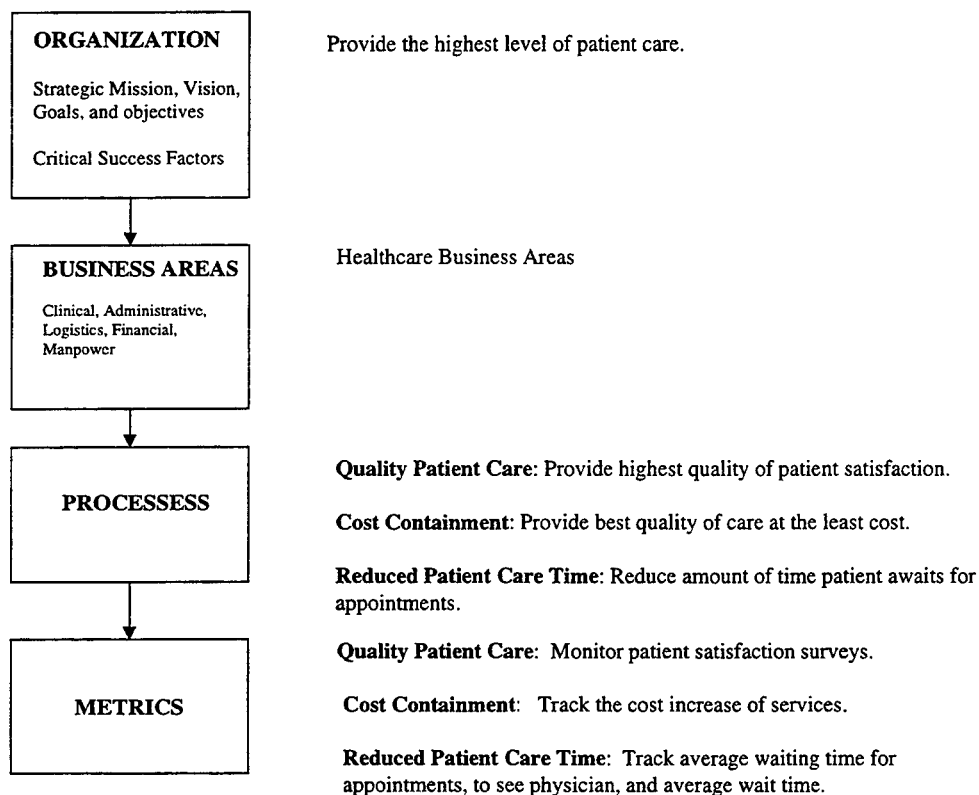 ORGANIZATION
Strategic Mission, Vision,
Goals, and objectives
Critical Success Factors
Provide the highest level of patient care.
BUSINESS AREAS
Clinical, Administrative,
Logistics, Financial,
Manpower
Healthcare Business Areas
PROCESSESS
Quality Patient Care: Provide highest quality of patient satisfaction.
Cost Containment: Provide best quality of care at the least cost.
Reduced Patient Care Time: Reduce amount of time patient awaits for
appointments.
METRICS
Quality Patient Care: Monitor patient satisfaction surveys.
Cost Containment: Track the cost increase of services.
Reduced Patient Care Time: Track average waiting time for
appointments, to see physician, and average wait time.